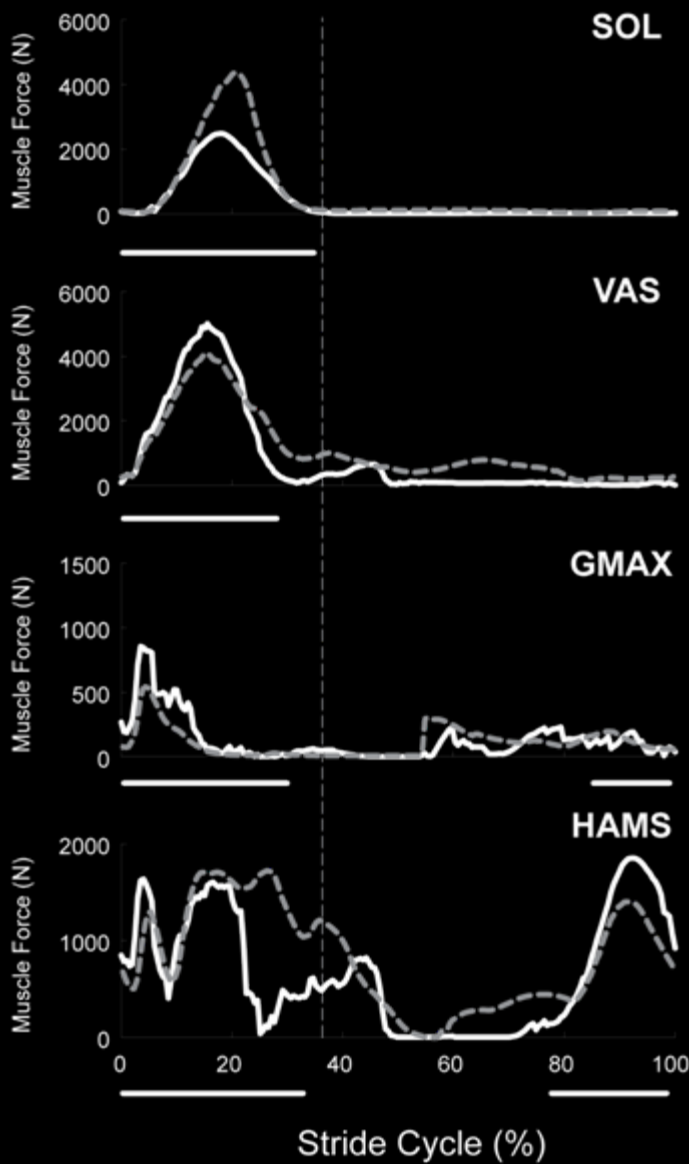 SOL
Muscle Force (N)
6000
4000
2000
0
VAS
Muscle Force (N)
6000
4000
2000
0
GMAX
Muscle Force (N)
1500
1000
500
0
HAMS
Muscle Force (N)
2000
1000
0
0 20 40 60 80 100
Stride Cycle (%)